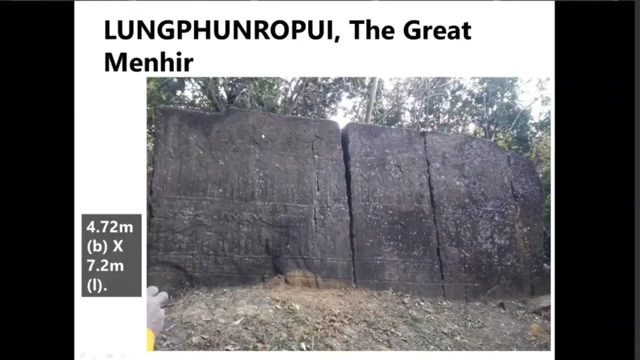 LUNGPHUNROPUI, The Great
Menhir
4.72m
(b) X
7.2m
(l).